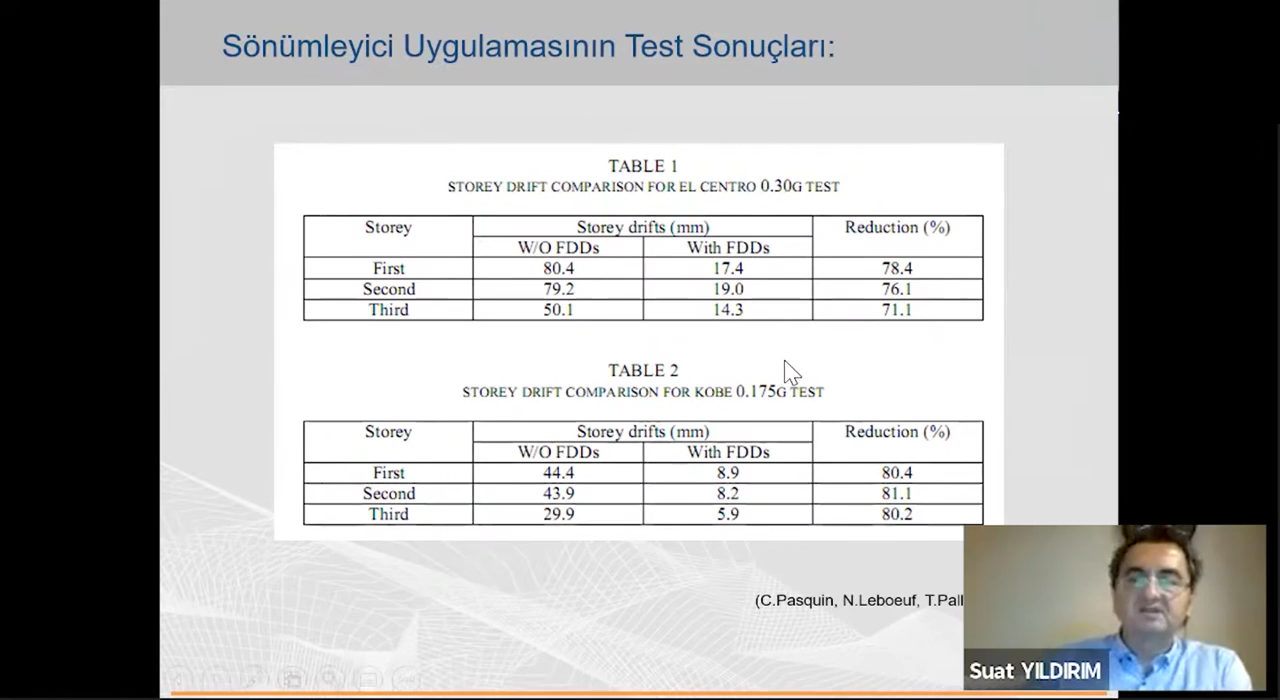 Sönümleyici Uygulamasının Test Sonuçları:
TABLE 1
STOREY DRIFT COMPARISON FOR EL CENTRO 0.30G TEST
Storey Storey drifts (mm) Reduction (%)
W/O FDDs With FDDs
First 80.4 17.4 78.4
Second 79.2 19.0 76.1
Third 50.1 14.3 71.1
TABLE 2
STOREY DRIFT COMPARISON FOR KOBE 0.175G TEST
Storey Storey drifts (mm) Reduction (%)
W/O FDDs With FDDs
First 44.4 8.9 80.4
Second 43.9 8.2 81.1
Third 29.9 5.9 80.2
(C.Pasquin, N.Leboeuf, T.Pall
Suat YILDIRIM